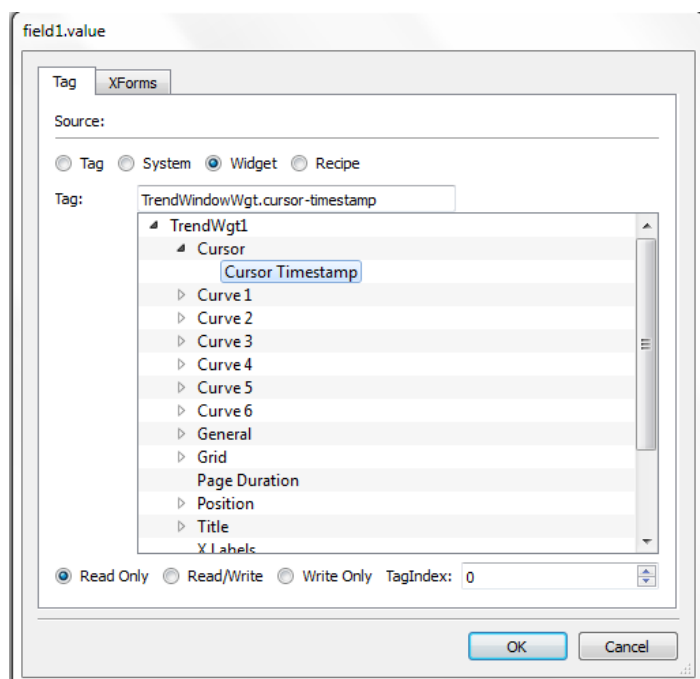 field1.value
Tag XForms
Source:
Tag System Widget Recipe
Tag: TrendWindowWgt.cursor-timestamp
TrendWgt1
Cursor
Cursor Timestamp
Curve 1
Curve 2
Curve 3
Curve 4
Curve 5
Curve 6
General
Grid
Page Duration
Position
Title
X Labels
Read Only Read/Write Write Only TagIndex: 0
OK Cancel